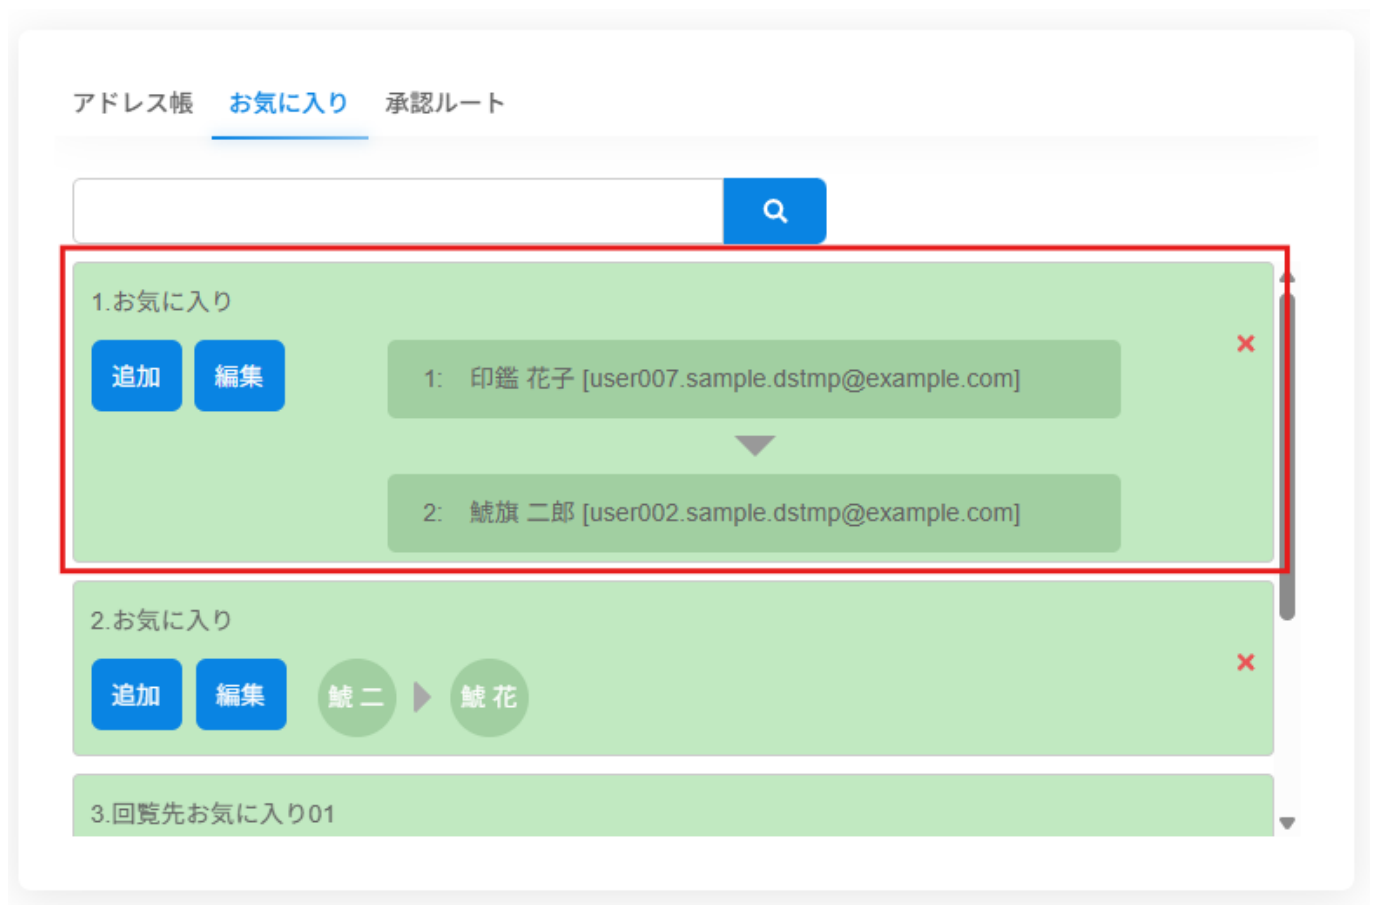 アドレス帳 お気に入り 承認ルート
1.お気に入り
追加 編集
1: 印鑑 花子 [user007.sample.dstmp@example.com]
2: 鯱旗 二郎 [user002.sample.dstmp@example.com]
2.お気に入り
追加 編集 鯱 二 鯱 花
3.回覧先お気に入り01